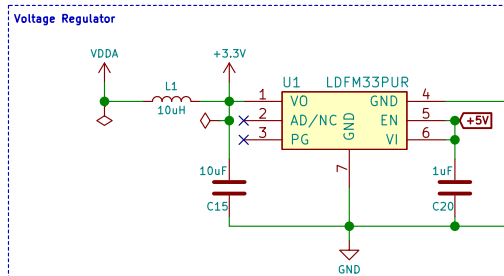 Voltage Regulator
VDDA
+3.3V
L1
10uH
U1 LDFM33PUR
1 VO GND 4
2 AD/NC EN 5
3 PG VI 6
GND
7
+5V
10uF
C15
1uF
C20
GND